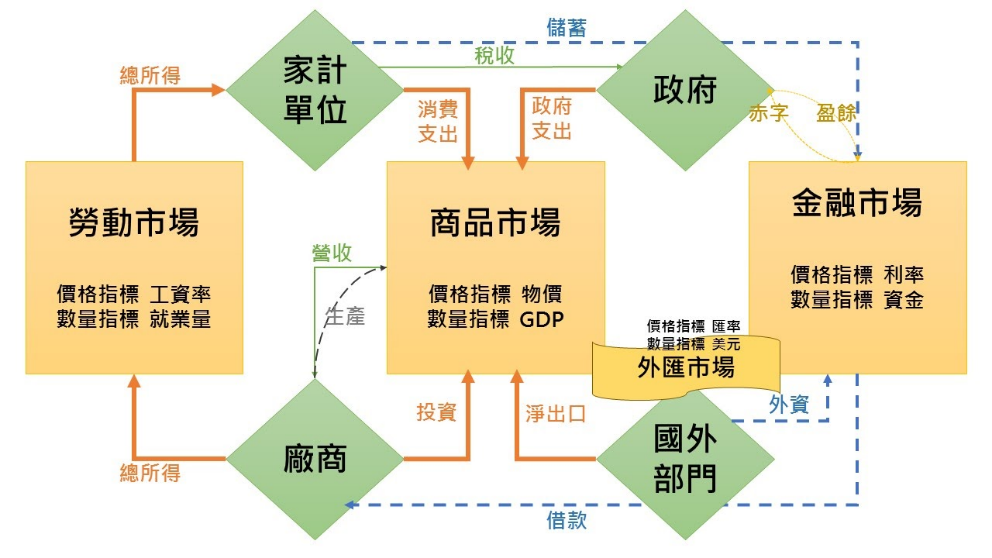 儲蓄
稅收
總所得
家計
單位
政府
消費
支出
政府
支出
赤字
盈餘
勞動市場
價格指標 工資率
數量指標 就業量
商品市場
價格指標 物價
數量指標 GDP
金融市場
價格指標 利率
數量指標 資金
營收
生產
價格指標 匯率
數量指標 美元
外匯市場
總所得
廠商
投資
淨出口
國外
部門
外資
借款